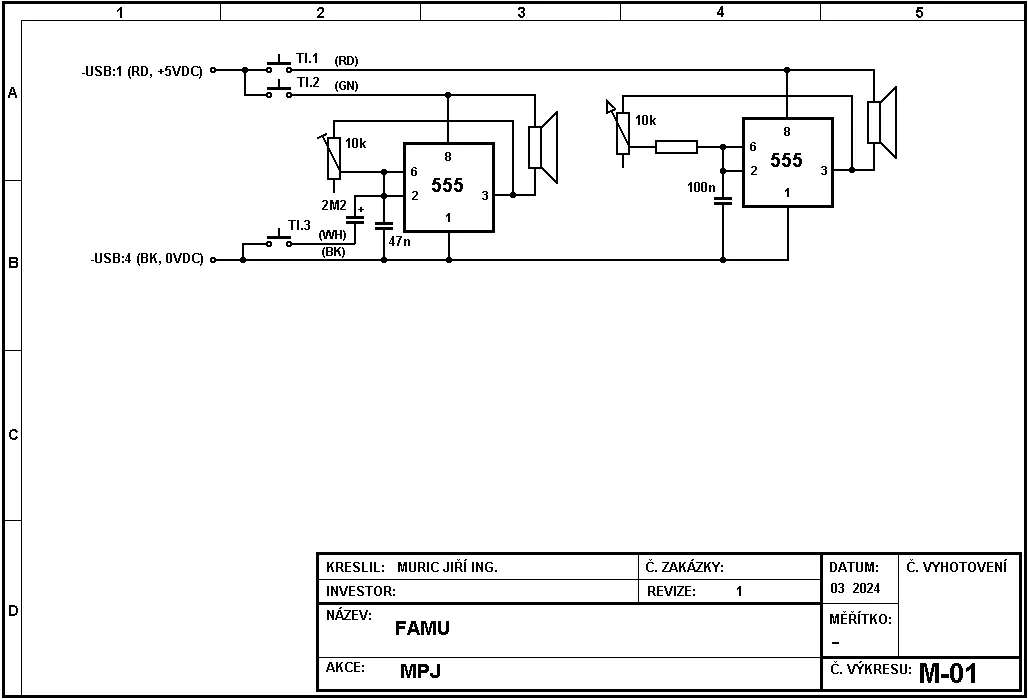 1 2 3 4 5
A
B
C
D
-USB:1 (RD, +5VDC)
Tl.1 (RD)
Tl.2 (GN)
10k
8
6
555
2
3
1
2M2
+
Tl.3
(WH)
47n
(BK)
-USB:4 (BK, 0VDC)
10k
8
6
555
2
3
100n
1
KRESLIL: MURIC JIŘÍ ING.
Č. ZAKÁZKY:
DATUM:
Č. VYHOTOVENÍ
INVESTOR:
REVIZE: 1
03 2024
NÁZEV:
FAMU
MĚŘÍTKO:
–
AKCE: MPJ
Č. VÝKRESU: M-01